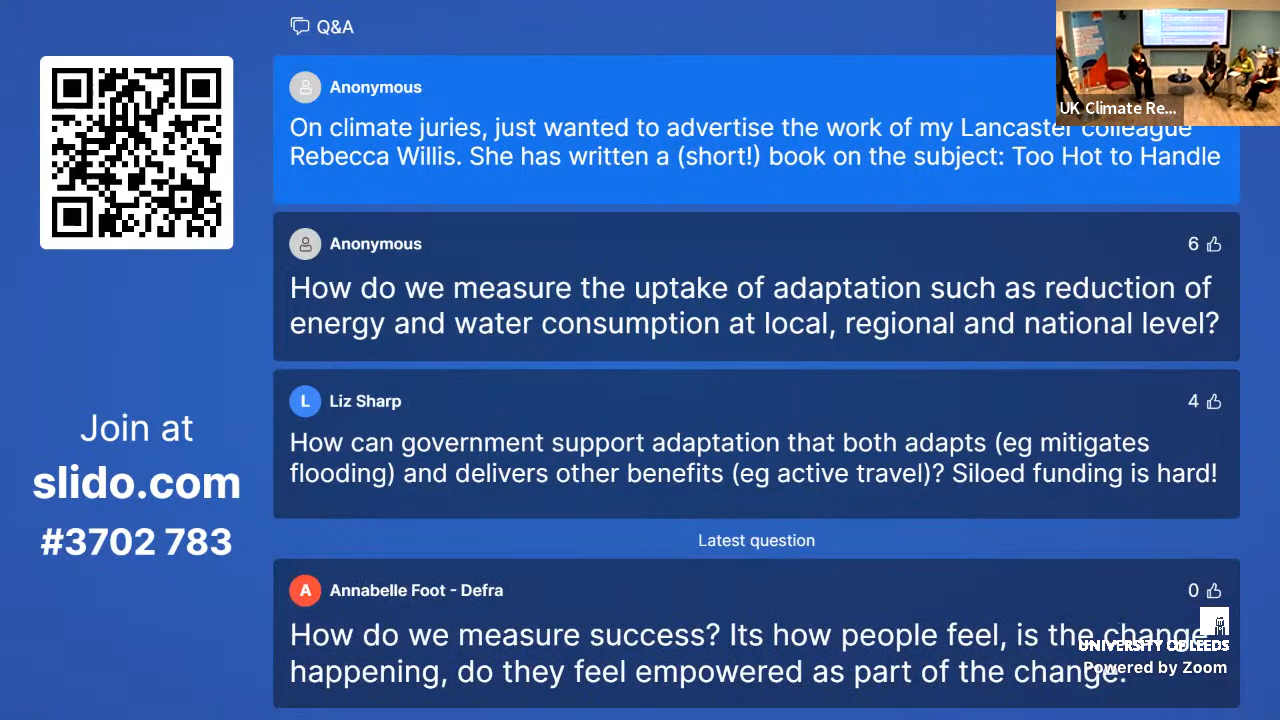 Q&A
Anonymous
On climate juries, just wanted to advertise the work of my Lancaster colleague
Rebecca Willis. She has written a (short!) book on the subject: Too Hot to Handle
UK Climate Re...
Anonymous
6
How do we measure the uptake of adaptation such as reduction of
energy and water consumption at local, regional and national level?
Liz Sharp
4
How can government support adaptation that both adapts (eg mitigates
flooding) and delivers other benefits (eg active travel)? Siloed funding is hard!
Join at
slido.com
#3702 783
Latest question
A
Annabelle Foot - Defra
0
How do we measure success? Its how people feel, is the change
happening, do they feel empowered as part of the change.
UNIVERSITY OF LEEDS
Powered by Zoom